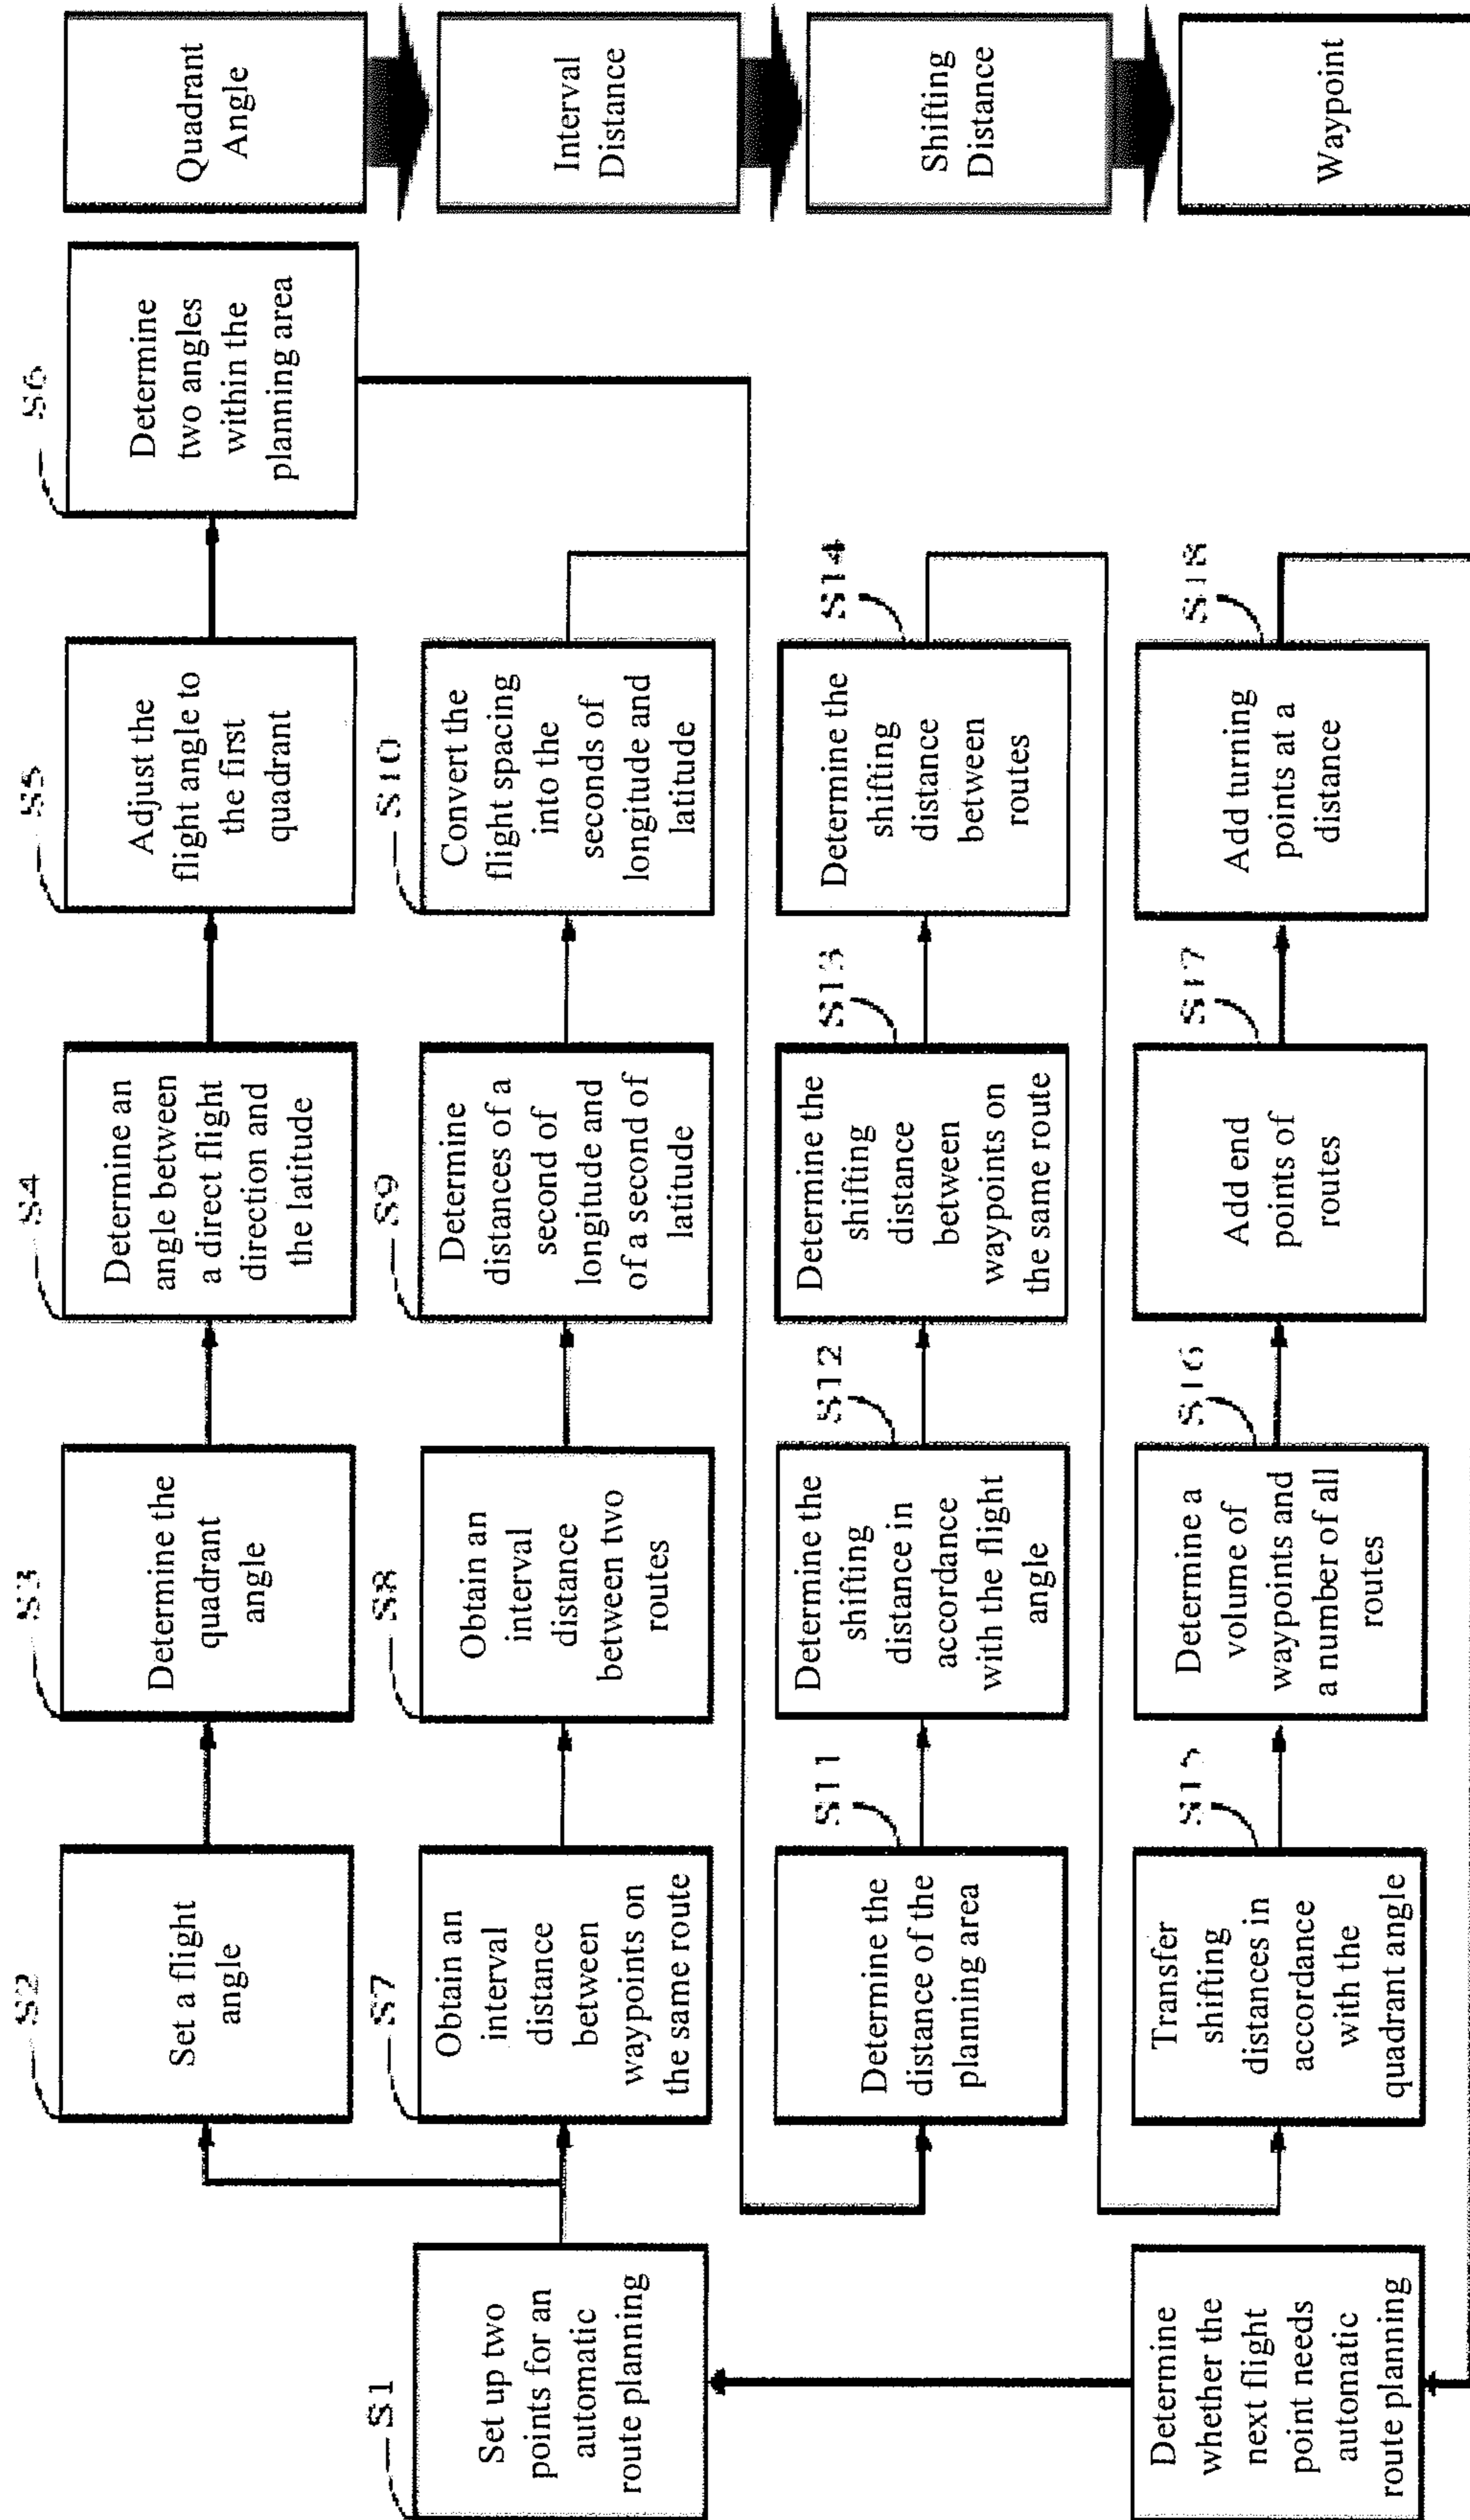 S1
Set up two
points for an
automatic
route planning
S2
Set a flight
angle
S3
Determine the
quadrant
angle
S4
Determine an
angle between
a direct flight
direction and
the latitude
S5
Adjust the
flight angle to
the first
quadrant
S6
Determine
two angles
within the
planning area
Quadrant
Angle
S7
Obtain an
interval
distance
between
waypoints on
the same route
S8
Obtain an
interval
distance
between two
routes
S9
Determine
distances of a
second of
longitude and
of a second of
latitude
S10
Convert the
flight spacing
into the
seconds of
longitude and
latitude
Interval
Distance
S11
Determine the
distance of the
planning area
S12
Determine the
shifting
distance in
accordance
with the flight
angle
S13
Determine the
shifting
distance
between
waypoints on
the same route
S14
Determine the
shifting
distance
between
routes
Shifting
Distance
Determine
whether the
next flight
point needs
automatic
route planning
S15
Transfer
shifting
distances in
accordance
with the
quadrant angle
S16
Determine a
volume of
waypoints and
a number of all
routes
S17
Add end
points of
routes
S18
Add turning
points at a
distance
Waypoint